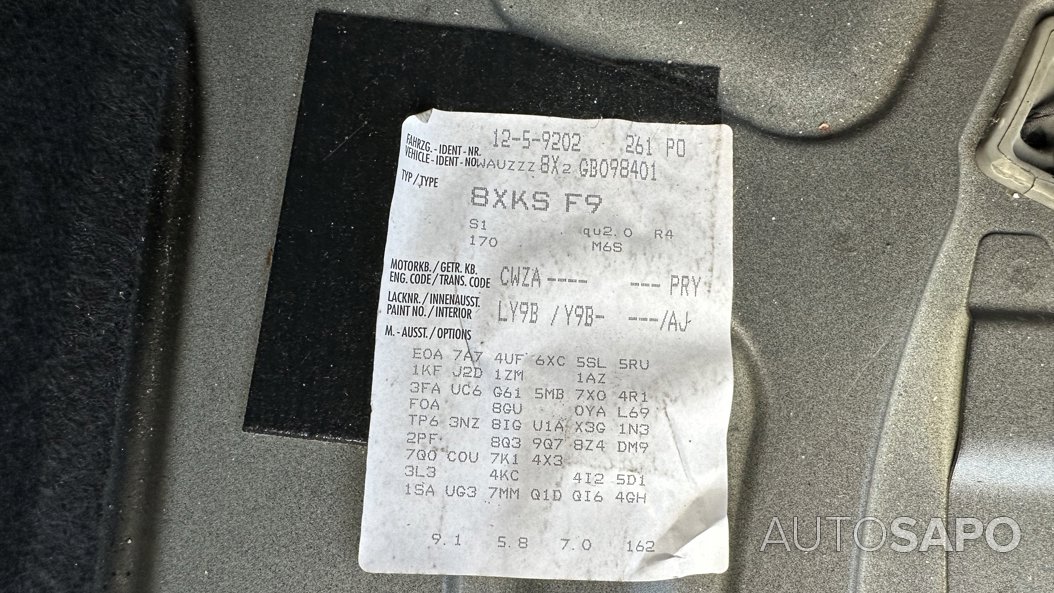 12-5-9202 261 PO
FAHRZG. - IDENT - NR.
VEHICLE - IDENT - NO. WAUZZZ 8X2 GB098401
TYP / TYPE
8XKS F9
S1 qu2.0 R4
170 M6S
MOTORKB. / GETR. KB.
ENG. CODE / TRANS. CODE CWZA --- --- PRY
LACKNR. / INNENAUSST.
PAINT NO. / INTERIOR LY9B / Y9B- ---/AJ
M. - AUSST. / OPTIONS
E0A 7A7 4UF 6XC 5SL 5RU
1KF J2D 1ZM 1AZ
3FA UC6 G61 5MB 7X0 4R1
F0A 8GU 0YA L69
TP6 3NZ 8IG U1A X3G 1N3
2PF 8Q3 9Q7 8Z4 DM9
7Q0 C0U 7K1 4X3
3L3 4KC 4I2 5D1
1SA UG3 7MM Q1D QI6 4GH
9.1 5.8 7.0 162
AUTOSAPO